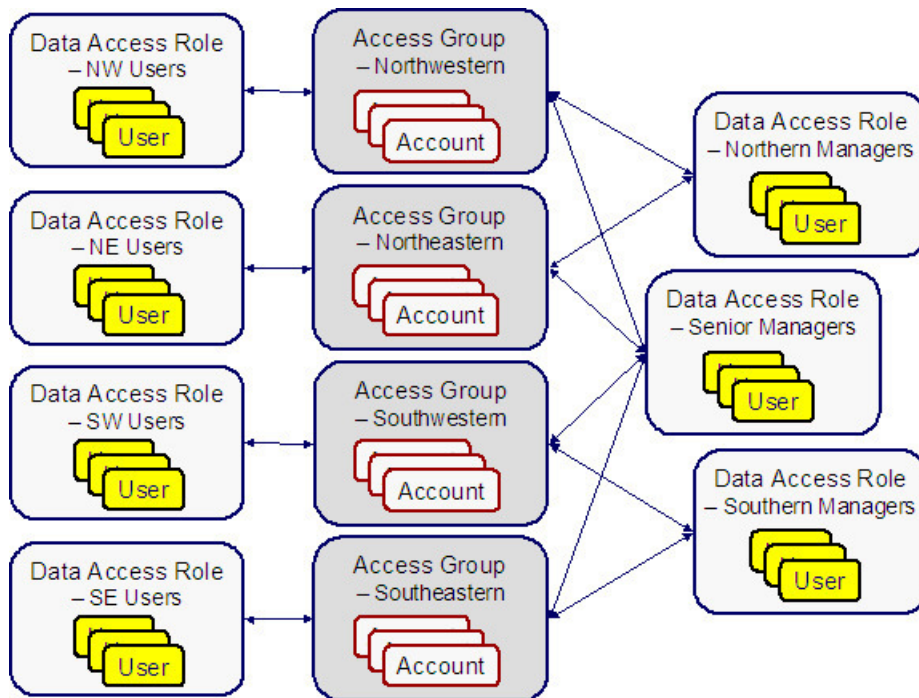 Data Access Role
– NW Users
User
Access Group
– Northwestern
Account
Data Access Role
– Northern Managers
User
Data Access Role
– NE Users
User
Access Group
– Northeastern
Account
Data Access Role
– Senior Managers
User
Data Access Role
– SW Users
User
Access Group
– Southwestern
Account
Data Access Role
– Southern Managers
User
Data Access Role
– SE Users
User
Access Group
– Southeastern
Account